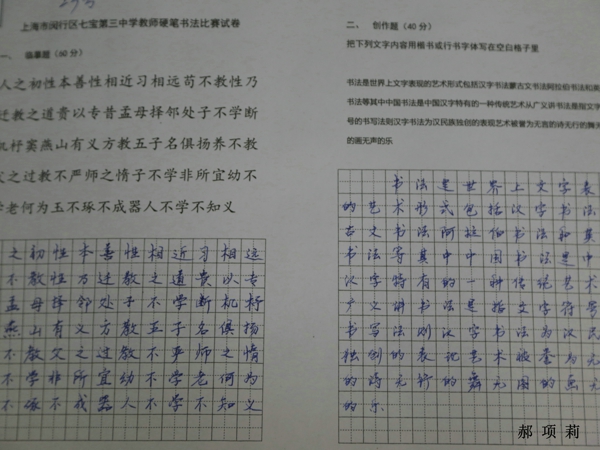 上海市闵行区七宝第三中学教师硬笔书法比赛试卷
一、 临摹题（60分）
人之初性本善性相近习相远苟不教性乃
迁教之道贵以专昔孟母择邻处子不学断
机杼窦燕山有义方教五子名俱扬养不教
父之过教不严师之惰子不学非所宜幼不
学老何为玉不琢不成器人不学不知义
之初性本善性相近习相远
不教性乃迁教之道贵以专
孟母择邻处子不学断机杼
燕山有义方教五子名俱扬
不教父之过教不严师之惰
不学非所宜幼不学老何为
不琢不成器人不学不知义
二、 创作题（40分）
把下列文字内容用楷书或行书字体写在空白格子里
书法是世界上文字表现的艺术形式包括汉字书法蒙古文书法阿拉伯书法和英
书法等其中中国书法是中国汉字特有的一种传统艺术从广义讲书法是指文字
号的书写法则汉字书法为汉民族独创的表现艺术被誉为无言的诗无行的舞无
的画无声的乐
书法是世界上文字表
的艺术形式包括汉字书法
古文书法阿拉伯书法和英
书法等其中中国书法是中
汉字特有的一种传统艺术
广义讲书法是指文字符号
书写法则汉字书法为汉民
独创的表现艺术被誉为无
的诗无行的舞无图的画无
的乐
郝项莉